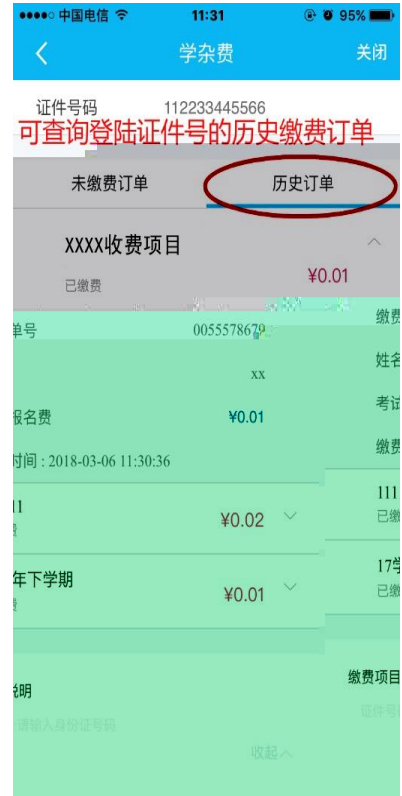 中国电信 11:31 95%
学杂费 关闭
证件号码 112233445566
可查询登陆证件号的历史缴费订单
未缴费订单 历史订单
XXXX收费项目
已缴费 ¥0.01
单号 0055578679 缴费
xx 姓名
报名费 ¥0.01 考试
时间 : 2018-03-06 11:30:36 缴费
11 ¥0.02 111
已缴
年下学期 ¥0.01 17学
已缴
说明 缴费项目
请输入身份证号码 证件号
收起